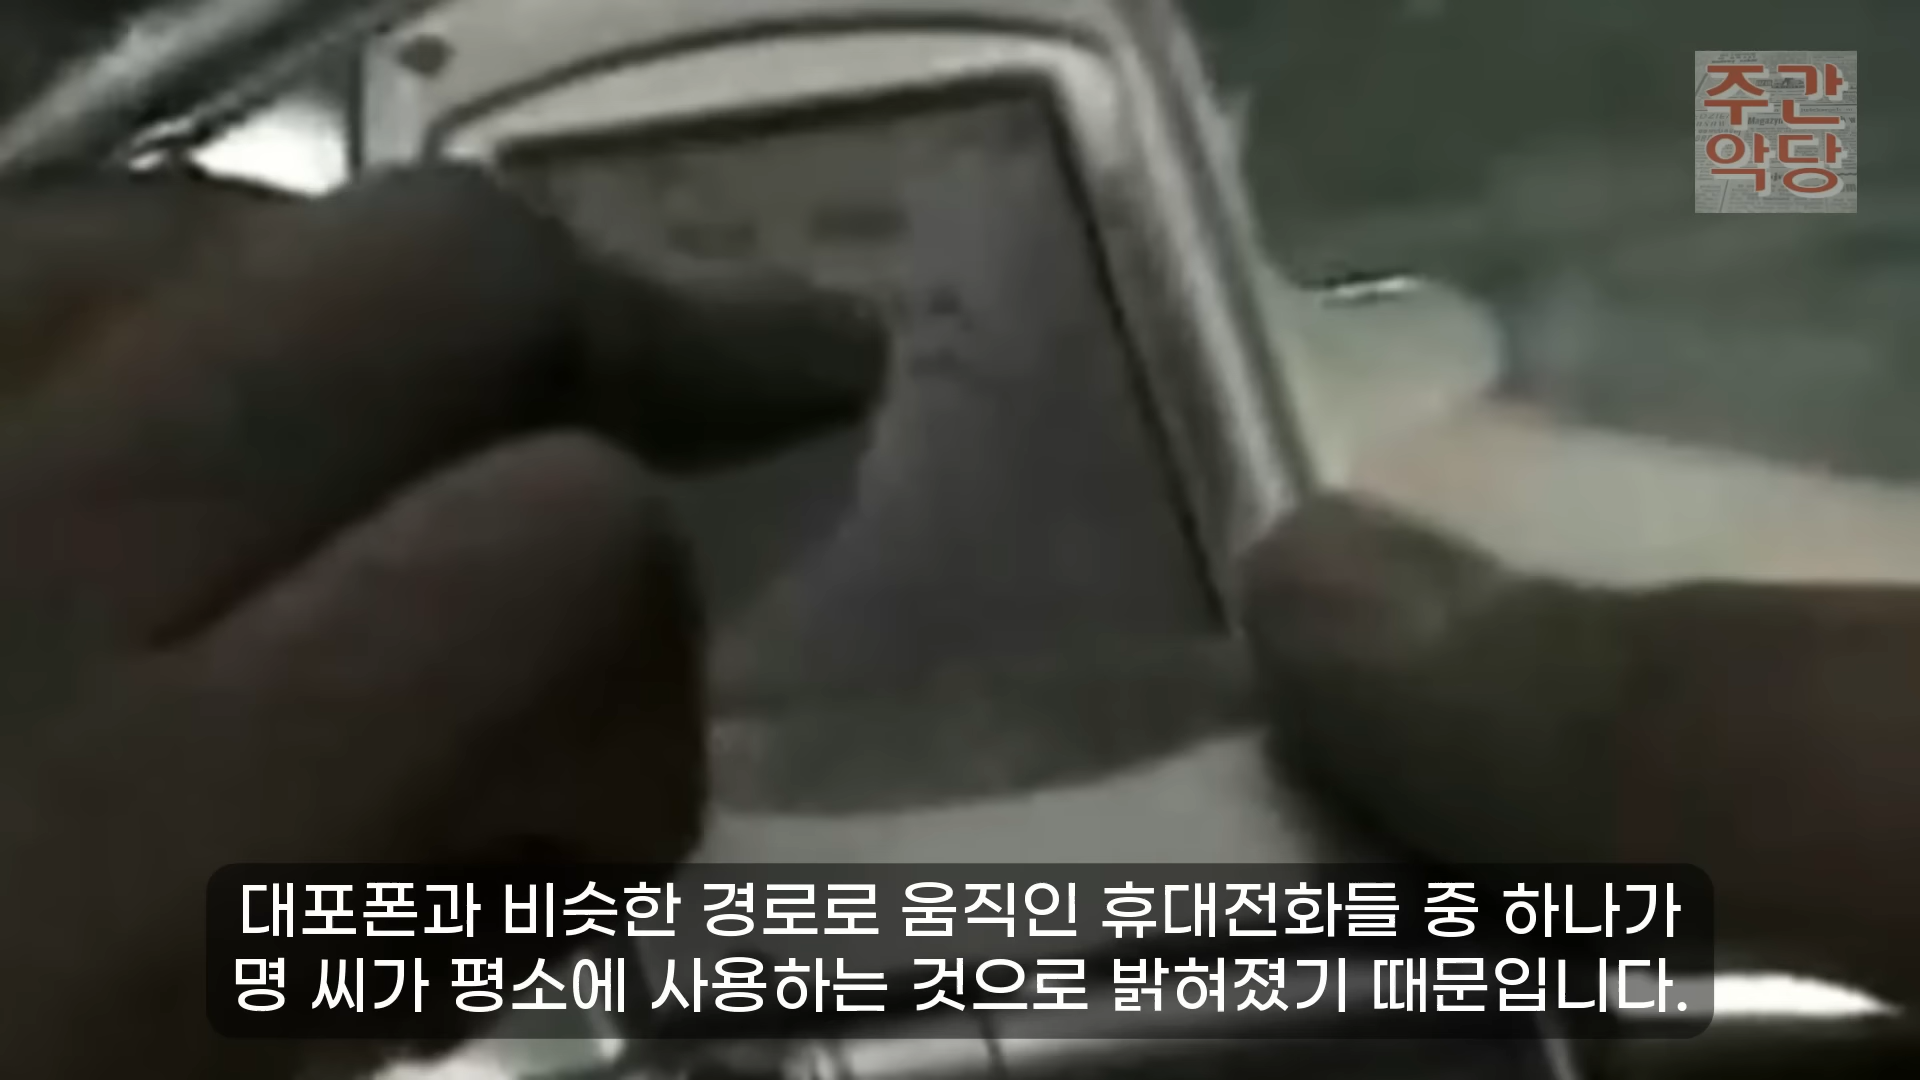 주간
악당
대포폰과 비슷한 경로로 움직인 휴대전화들 중 하나가
명 씨가 평소에 사용하는 것으로 밝혀졌기 때문입니다.